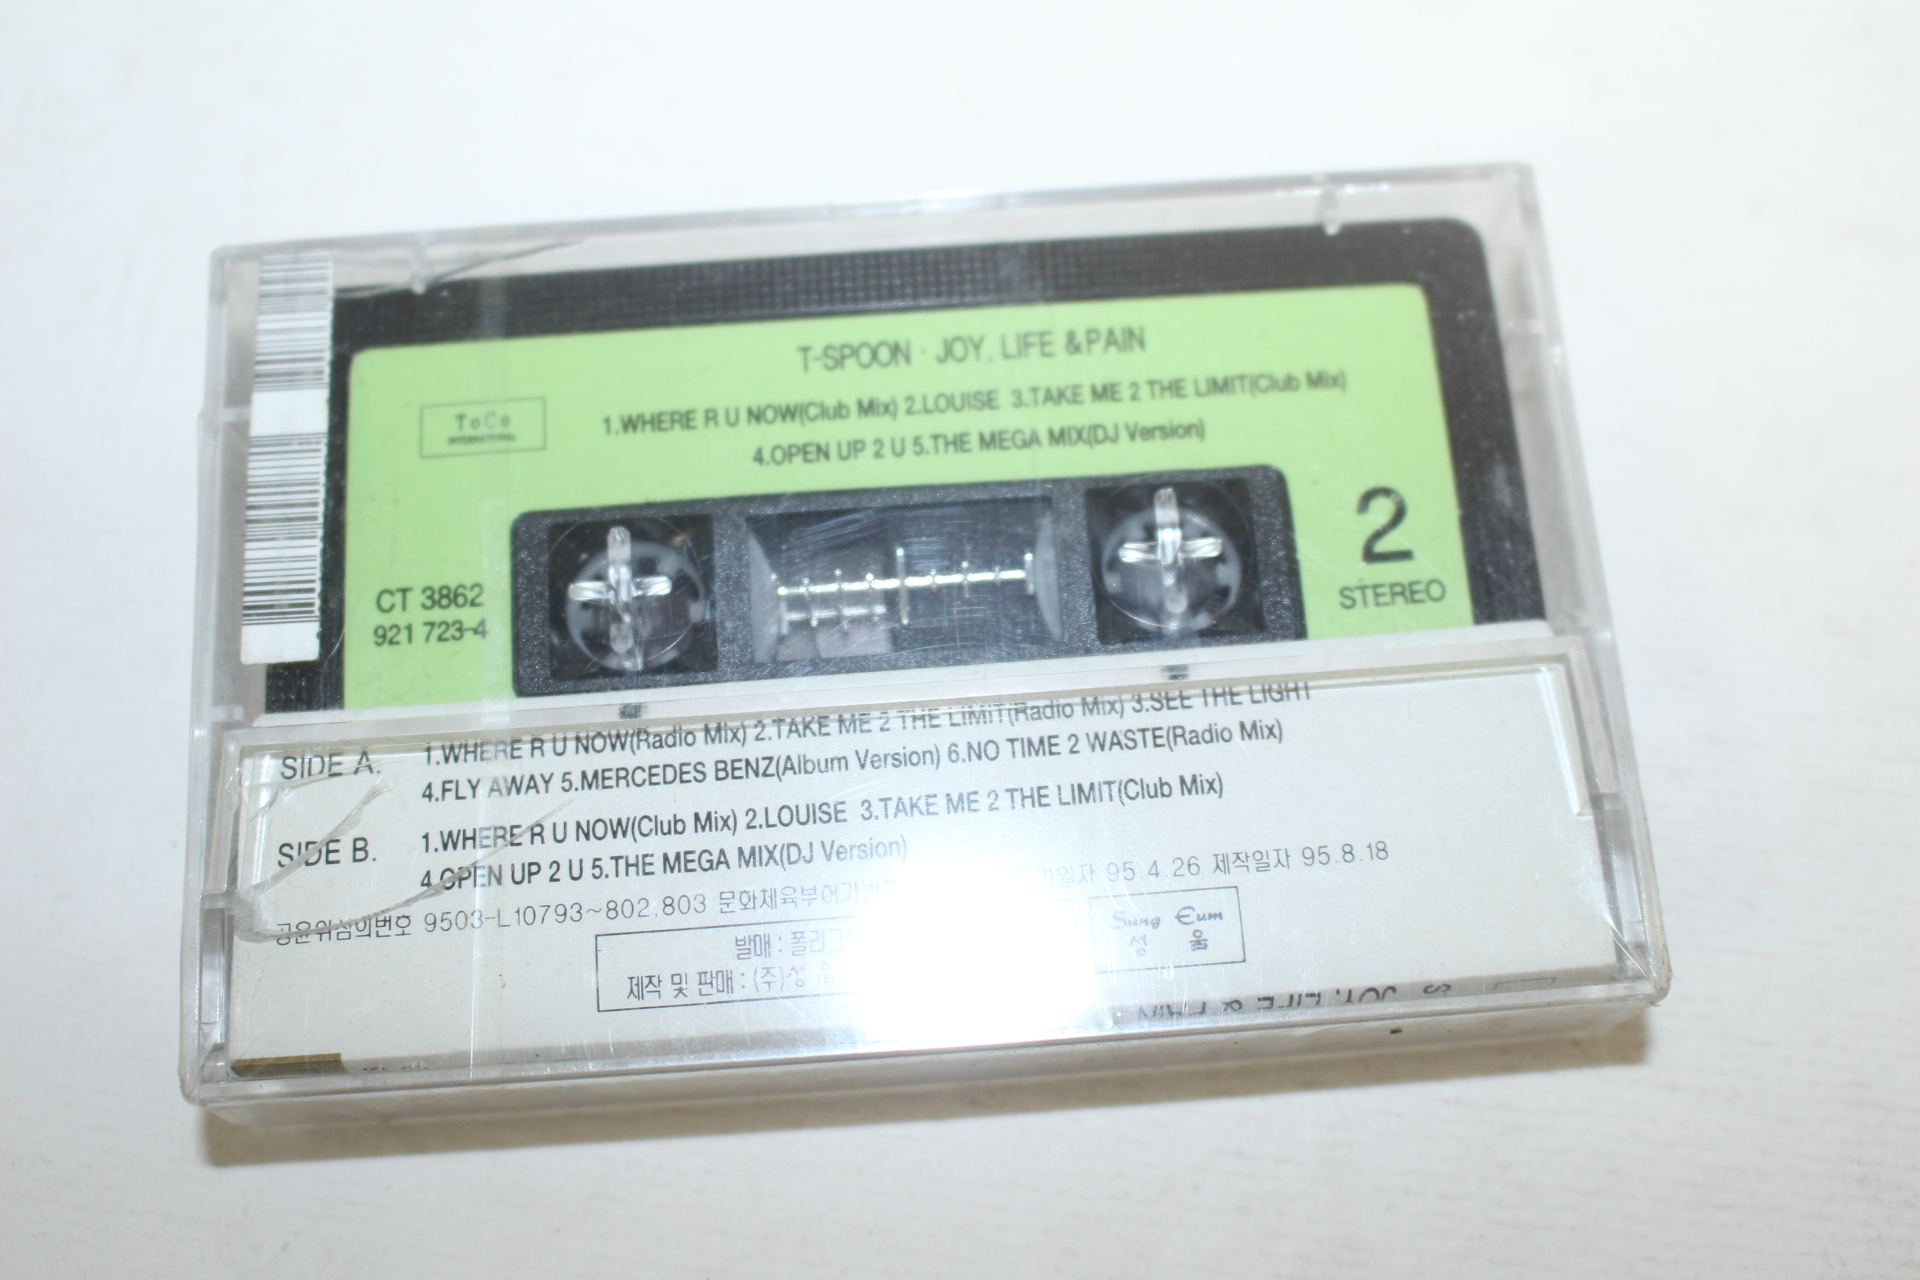 T-SPOON · JOY, LIFE & PAIN
ToCo
INTERNATIONAL
1.WHERE R U NOW(Club Mix) 2.LOUISE 3.TAKE ME 2 THE LIMIT(Club Mix)
4.OPEN UP 2 U 5.THE MEGA MIX(DJ Version)
2
STEREO
CT 3862
921 723-4
SIDE A. 1.WHERE R U NOW(Radio Mix) 2.TAKE ME 2 THE LIMIT(Radio Mix) 3.SEE THE LIGHT
4.FLY AWAY 5.MERCEDES BENZ(Album Version) 6.NO TIME 2 WASTE(Radio Mix)
SIDE B. 1.WHERE R U NOW(Club Mix) 2.LOUISE 3.TAKE ME 2 THE LIMIT(Club Mix)
4.OPEN UP 2 U 5.THE MEGA MIX(DJ Version)
공윤위심의번호 9503-L10793~802,803 문화체육부허가번 95.4.26 제작일자 95.8.18
발매 : 폴리그
제작 및 판매 : (주)성
Sung Eum
성 음
JOY, LIFE & PAIN